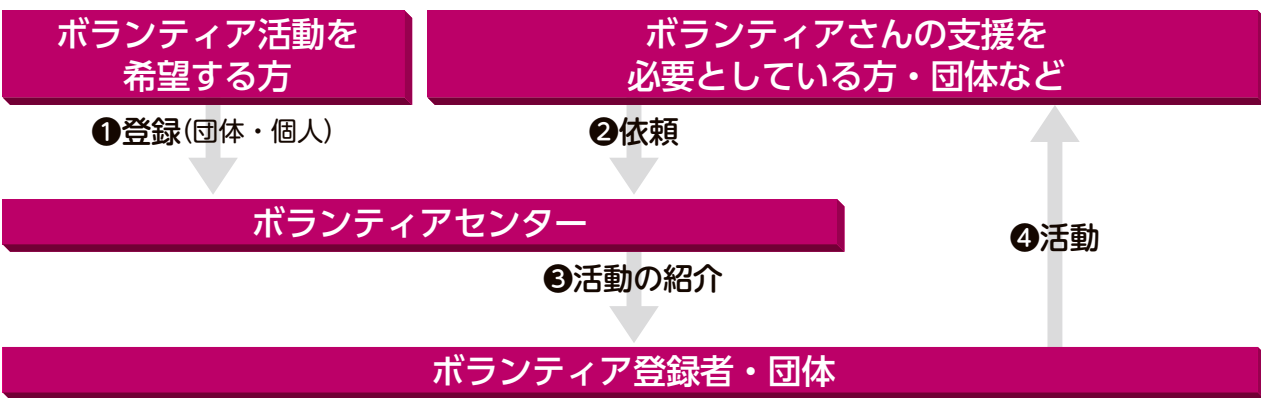 ボランティア活動を
希望する方
ボランティアさんの支援を
必要としている方・団体など
❶登録(団体・個人)
❷依頼
ボランティアセンター
❹活動
❸活動の紹介
ボランティア登録者・団体